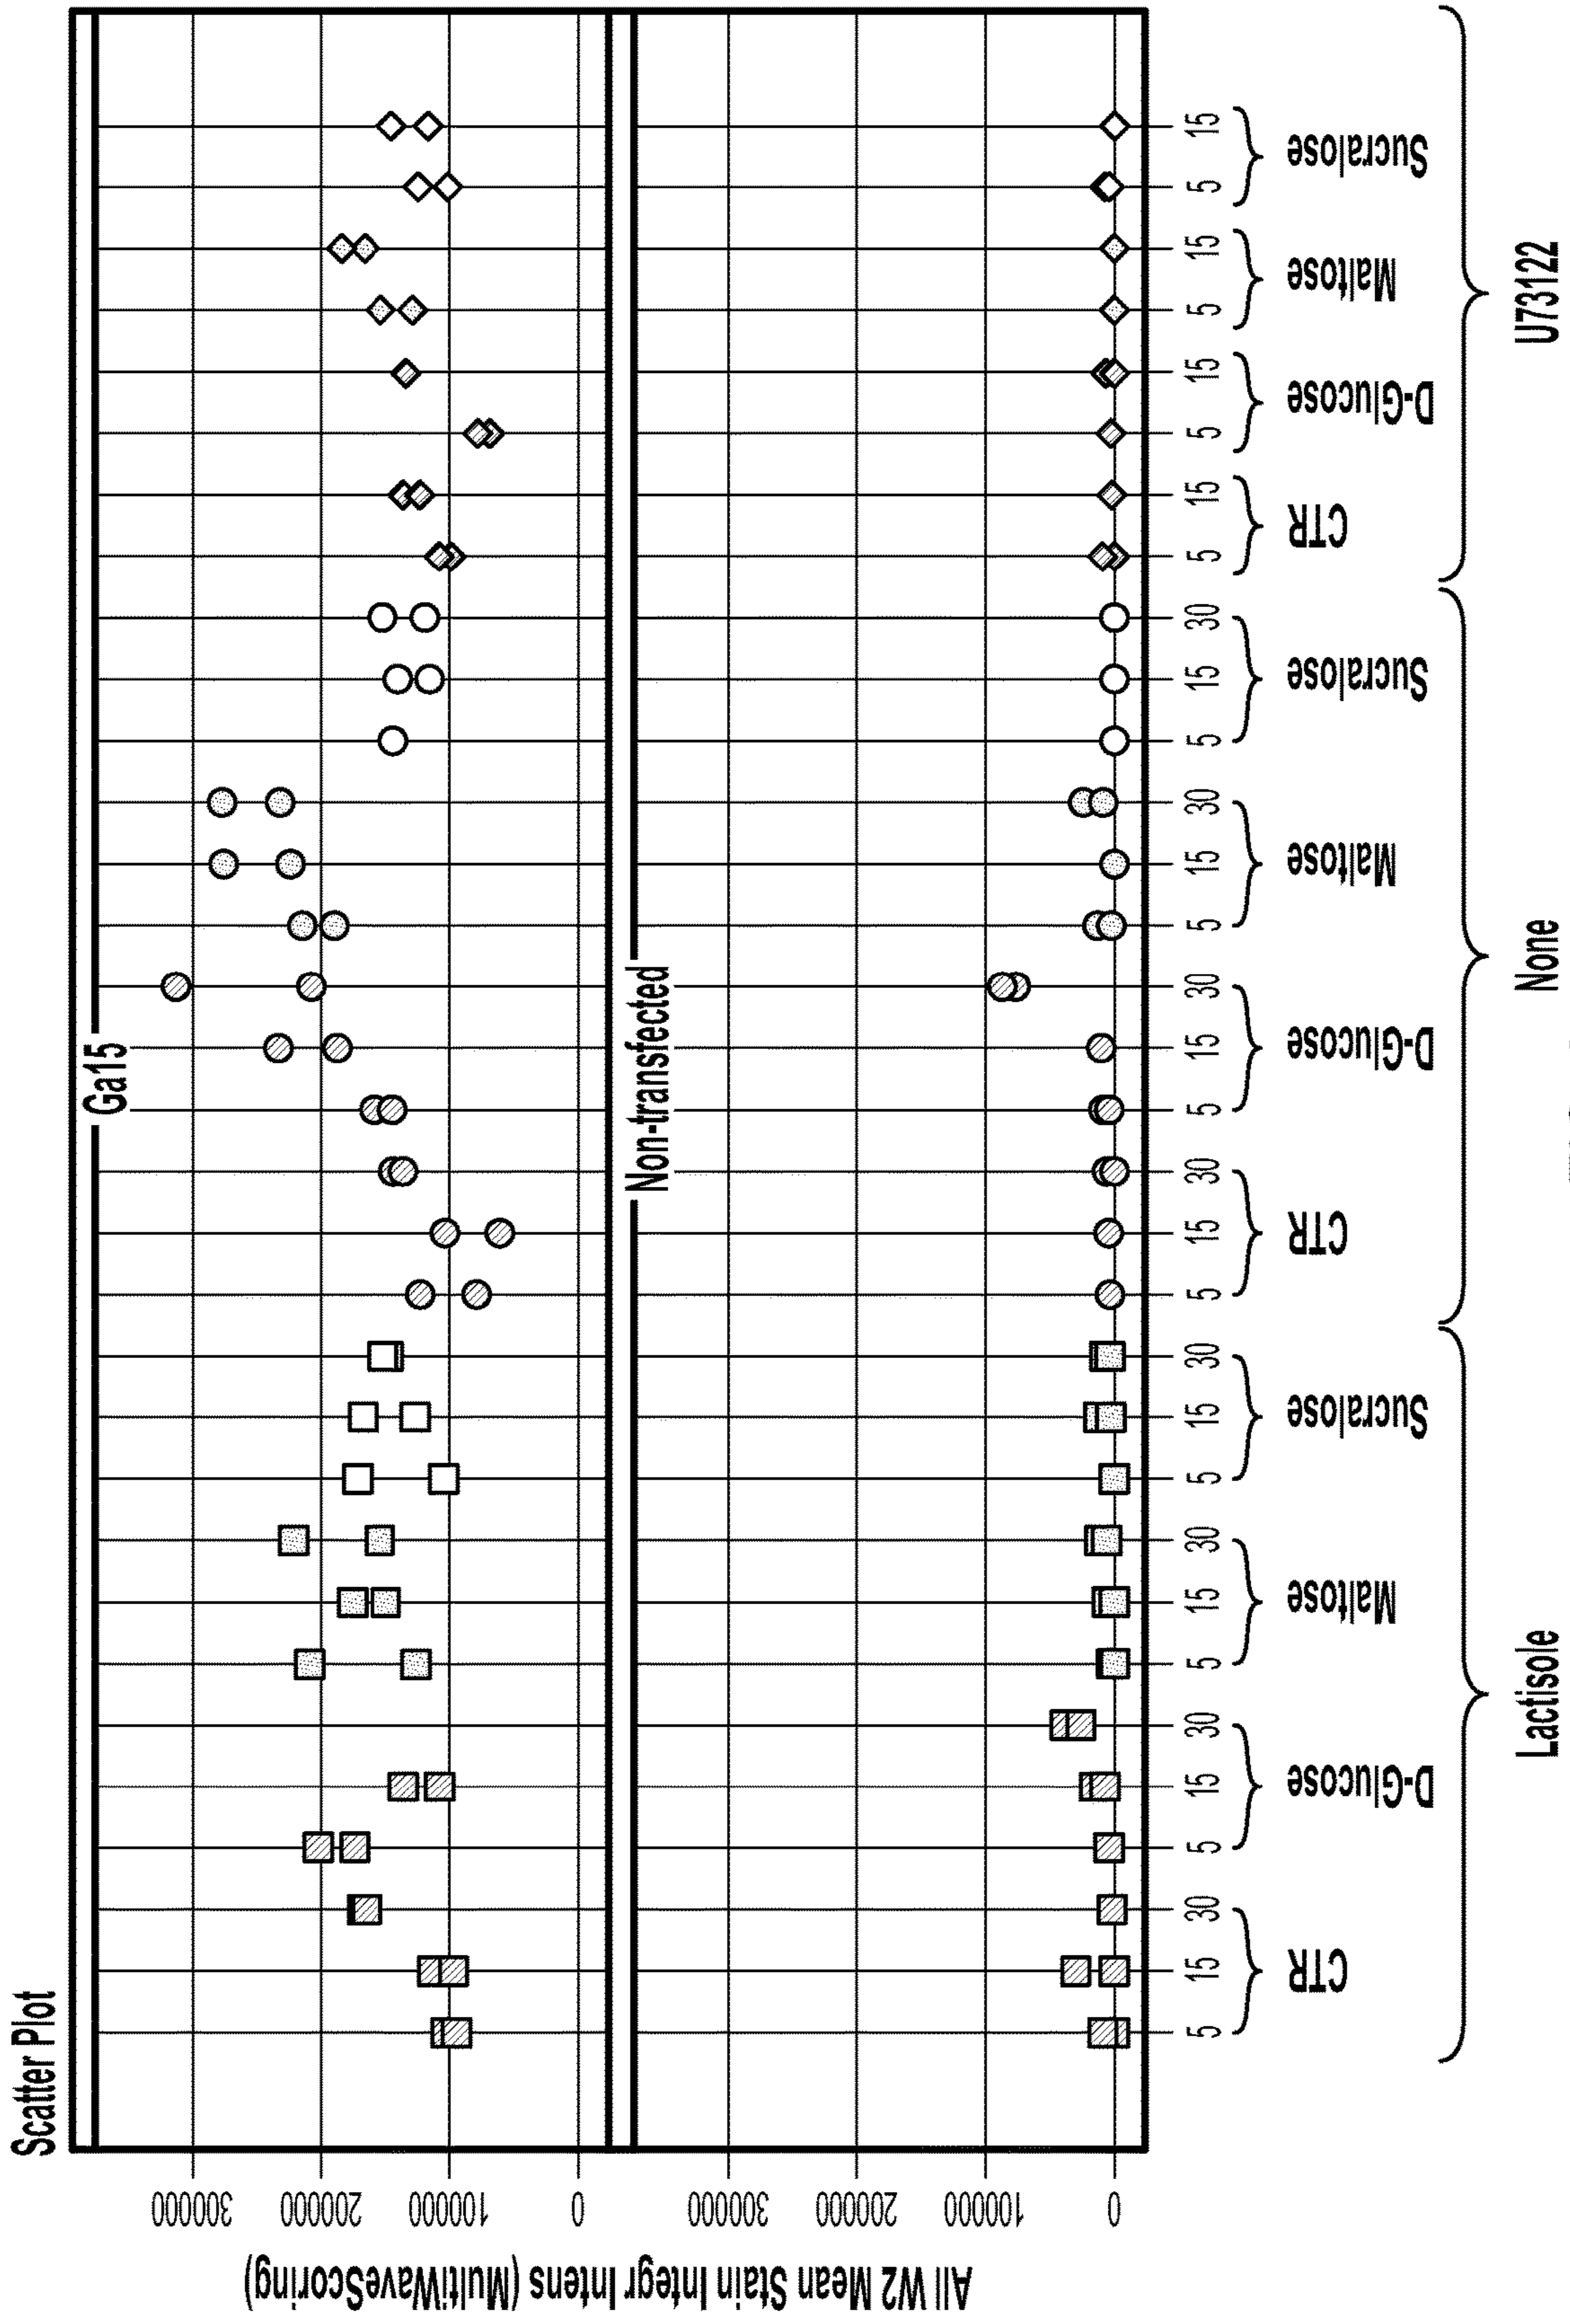 Scatter Plot
All W2 Mean Stain Integr Intens (MultiWaveScoring)
Ga15
300000
200000
100000
0
Non-transfected
300000
200000
100000
0
5 15 30 5 15 30 5 15 30 5 15 30 5 15 30 5 15 30 5 15 30 5 15 30 5 15 5 15 5 15 5 15
CTR D-Glucose Maltose Sucralose CTR D-Glucose Maltose Sucralose CTR D-Glucose Maltose Sucralose
Lactisole None U73122